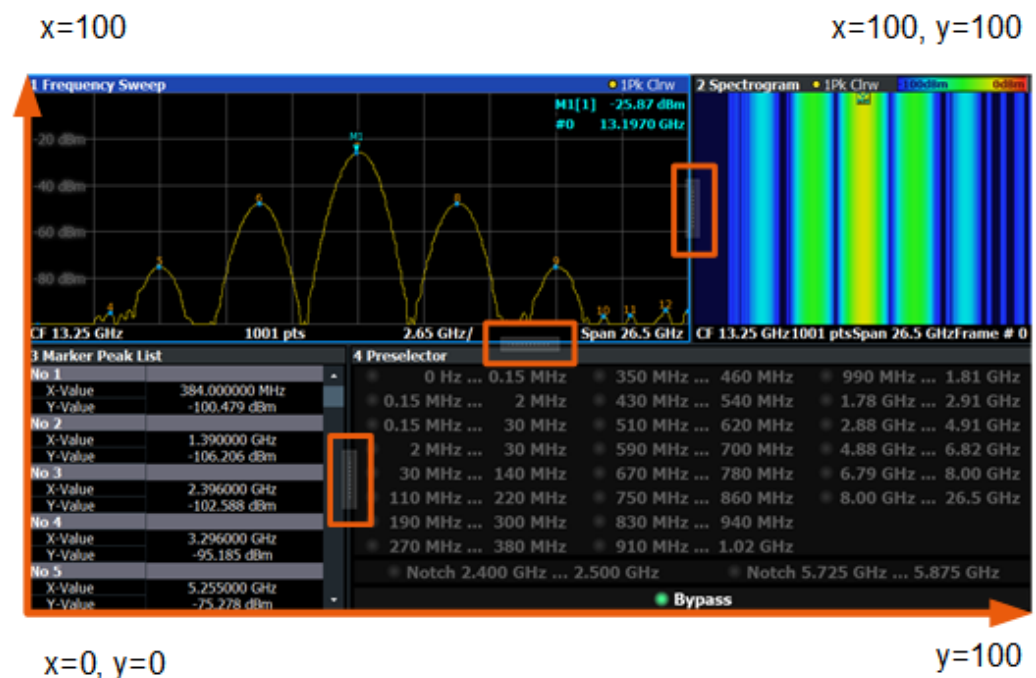 x=100
x=100, y=100
1 Frequency Sweep
1Pk Clrw
M1[1] -25.87 dBm
#0 13.1970 GHz
M1
-20 dBm
-40 dBm
-60 dBm
-80 dBm
4
5
6
8
9
10
11
12
CF 13.25 GHz 1001 pts 2.65 GHz/ Span 26.5 GHz
2 Spectrogram 1Pk Clrw -100dBm 0dBm
CF 13.25 GHz 1001 pts Span 26.5 GHz Frame # 0
3 Marker Peak List
No 1
X-Value 384.000000 MHz
Y-Value -100.479 dBm
No 2
X-Value 1.390000 GHz
Y-Value -106.206 dBm
No 3
X-Value 2.396000 GHz
Y-Value -102.588 dBm
No 4
X-Value 3.296000 GHz
Y-Value -95.185 dBm
No 5
X-Value 5.255000 GHz
Y-Value -75.278 dBm
4 Preselector
0 Hz ... 0.15 MHz 350 MHz ... 460 MHz 990 MHz ... 1.81 GHz
0.15 MHz ... 2 MHz 430 MHz ... 540 MHz 1.78 GHz ... 2.91 GHz
0.15 MHz ... 30 MHz 510 MHz ... 620 MHz 2.88 GHz ... 4.91 GHz
2 MHz ... 30 MHz 590 MHz ... 700 MHz 4.88 GHz ... 6.82 GHz
30 MHz ... 140 MHz 670 MHz ... 780 MHz 6.79 GHz ... 8.00 GHz
110 MHz ... 220 MHz 750 MHz ... 860 MHz 8.00 GHz ... 26.5 GHz
190 MHz ... 300 MHz 830 MHz ... 940 MHz
270 MHz ... 380 MHz 910 MHz ... 1.02 GHz
Notch 2.400 GHz ... 2.500 GHz Notch 5.725 GHz ... 5.875 GHz
Bypass
x=0, y=0
y=100